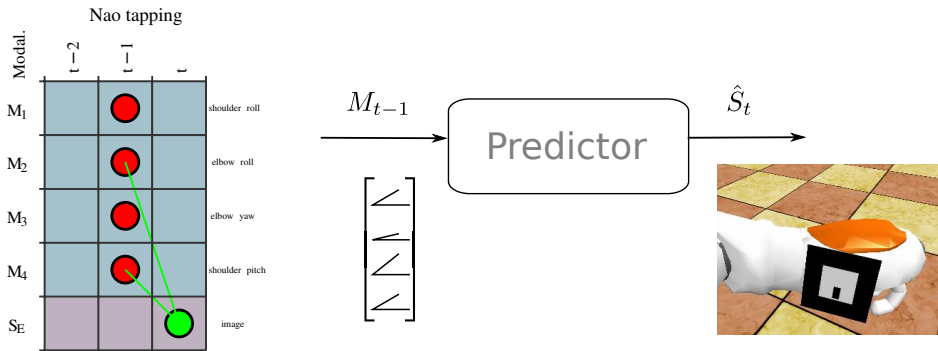 Nao tapping
Modal.
t−2
t−1
t
M1
shoulder roll
M2
elbow roll
M3
elbow yaw
M4
shoulder pitch
SE
image
Mt−1
Predictor
Ŝt